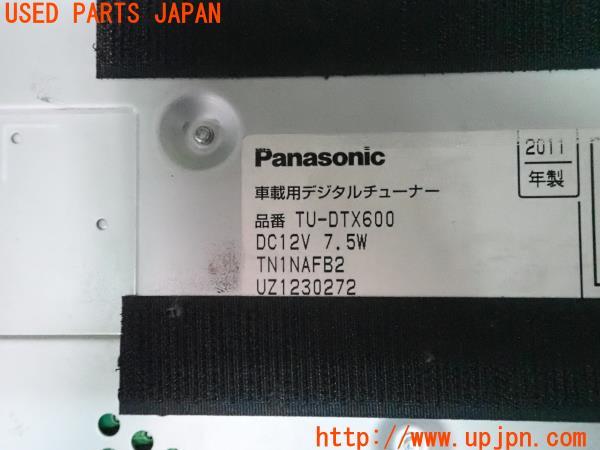 USED PARTS JAPAN
Panasonic
車載用デジタルチューナー
品番 TU-DTX600
DC12V 7.5W
TN1NAFB2
UZ1230272
2011
年製
http://www.upjpn.com/